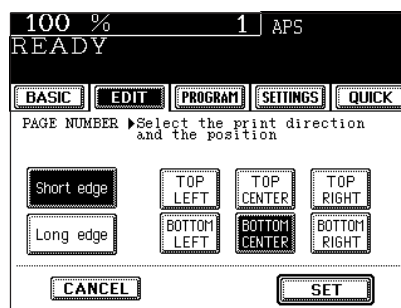 100 % 1 APS
READY
BASIC EDIT PROGRAM SETTINGS QUICK
PAGE NUMBER ▶Select the print direction
and the position
Short edge
TOP LEFT
TOP CENTER
TOP RIGHT
Long edge
BOTTOM LEFT
BOTTOM CENTER
BOTTOM RIGHT
CANCEL SET